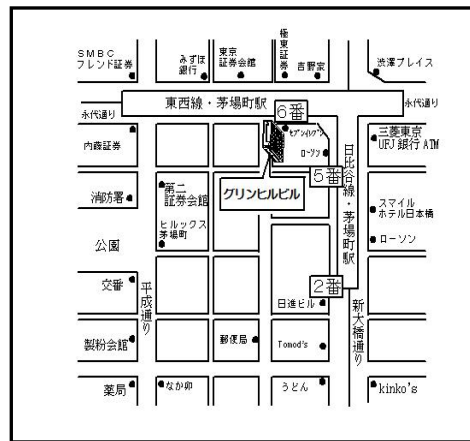 SMBC
フレンド証券
みずほ
銀行
東京
証券会館
極東
証券
吉野家
渋澤プレイス
東西線・茅場町駅
6番
永代通り
永代通り
内藤証券
セブンイレブン
ローソン
三菱東京
UFJ銀行ATM
日比谷線・茅場町駅
5番
消防署
第二
証券会館
グリンヒルビル
スマイル
ホテル日本橋
ヒルックス
茅場町
ローソン
公園
交番
平成通り
2番
日進ビル
新大橋通り
製粉会館
郵便局
Tomod's
薬局
なか卯
うどん
kinko's